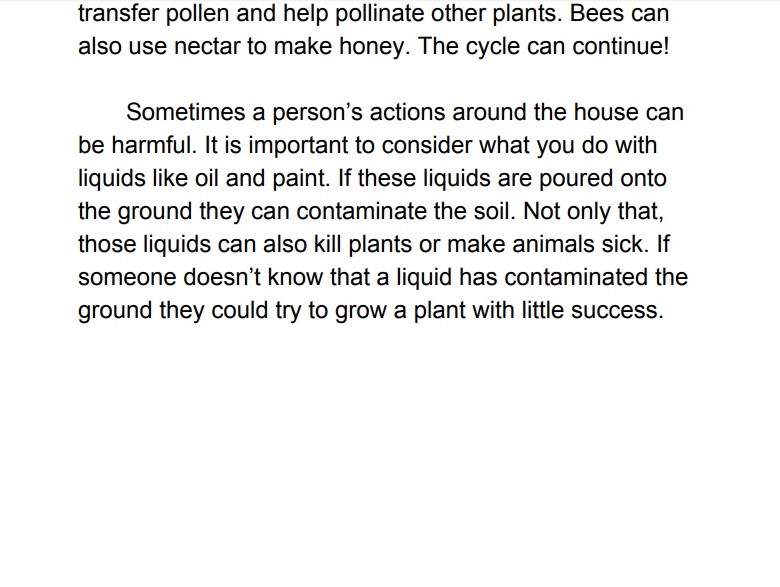 transfer pollen and help pollinate other plants. Bees can
also use nectar to make honey. The cycle can continue!
Sometimes a person’s actions around the house can
be harmful. It is important to consider what you do with
liquids like oil and paint. If these liquids are poured onto
the ground they can contaminate the soil. Not only that,
those liquids can also kill plants or make animals sick. If
someone doesn’t know that a liquid has contaminated the
ground they could try to grow a plant with little success.